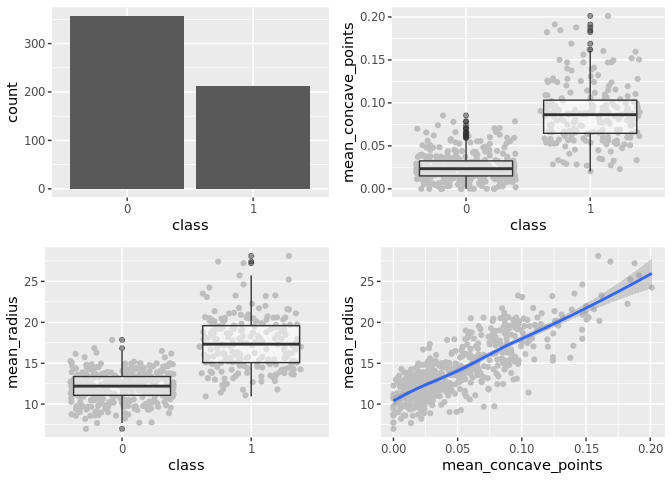 count
300
200
100
0
0 1
class
mean_concave_points
0.20
0.15
0.10
0.05
0.00
0 1
class
mean_radius
25
20
15
10
0 1
class
mean_radius
25
20
15
10
0.00 0.05 0.10 0.15 0.20
mean_concave_points